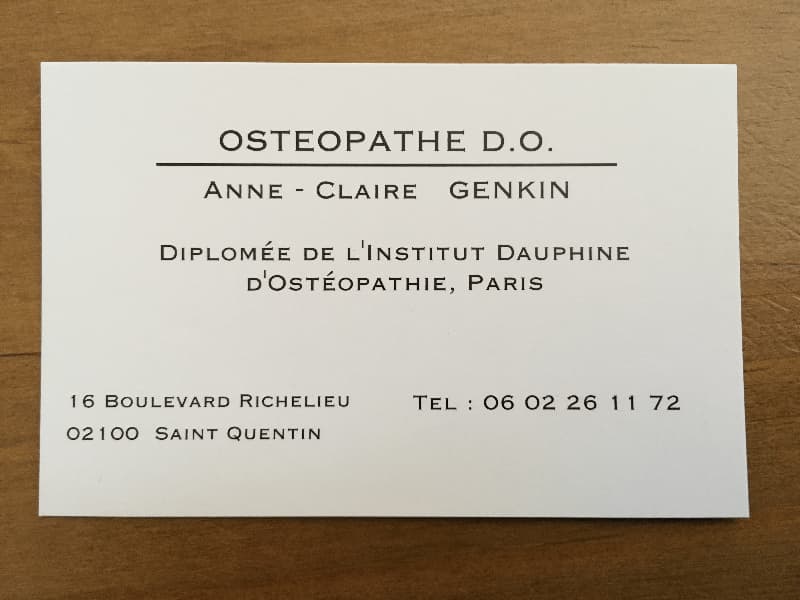 OSTEOPATHE D.O.
ANNE - CLAIRE GENKIN
DIPLOMÉE DE L'INSTITUT DAUPHINE
D'OSTÉOPATHIE, PARIS
16 BOULEVARD RICHELIEU
02100 SAINT QUENTIN
TEL : 06 02 26 11 72